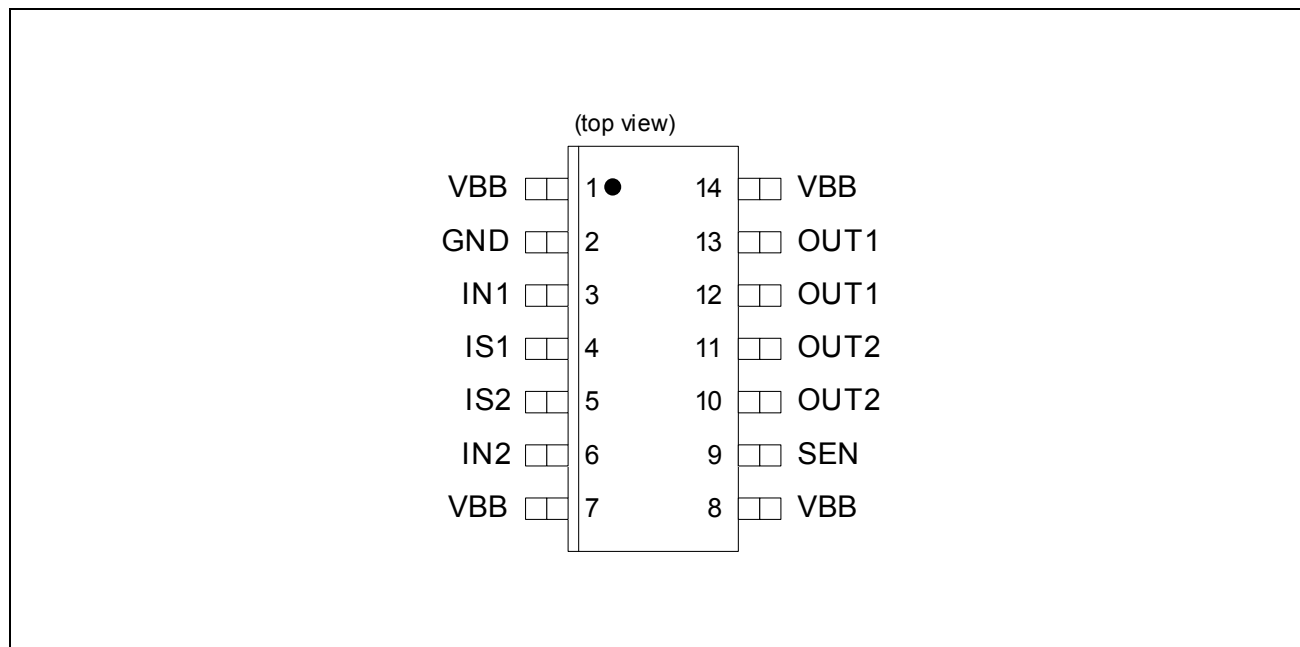 (top view)
VBB 1 14 VBB
GND 2 13 OUT1
IN1 3 12 OUT1
IS1 4 11 OUT2
IS2 5 10 OUT2
IN2 6 9 SEN
VBB 7 8 VBB